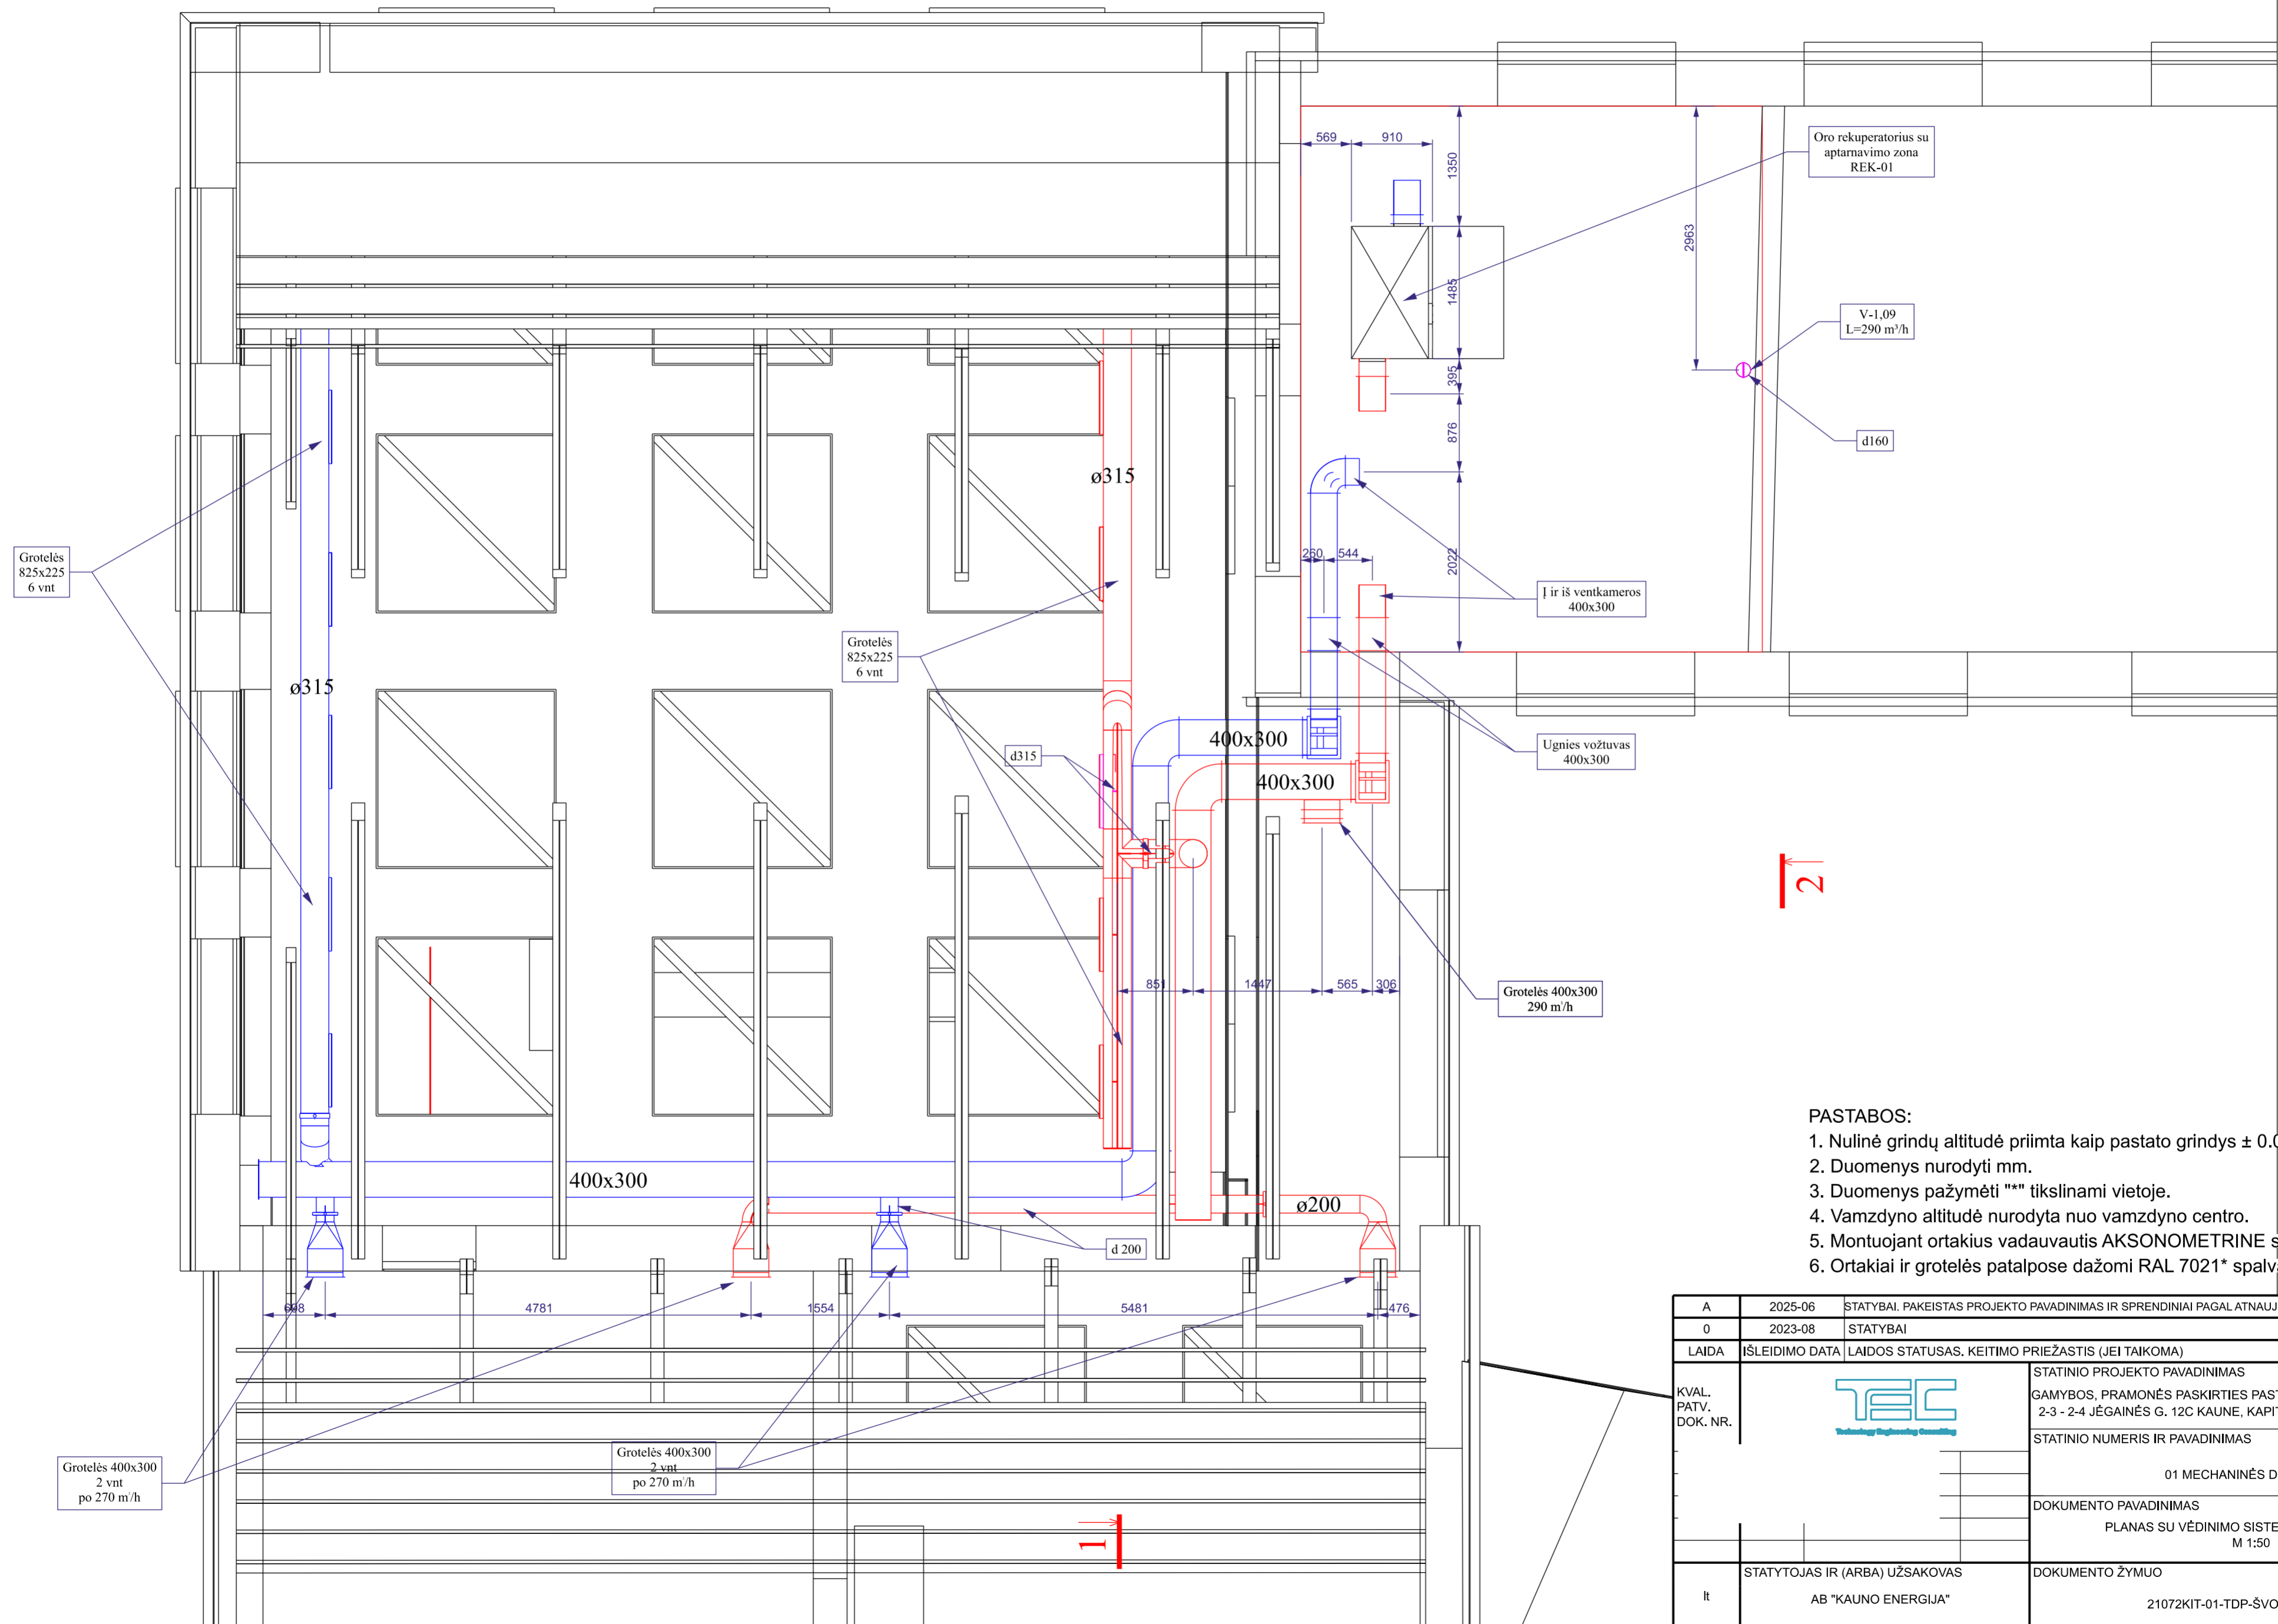 569
910
1350
Oro rekuperatorius su
aptarnavimo zona
REK-01
2963
1485
V-1,09
L=290 m³/h
395
876
d160
ø315
260
544
2022
Grotelės
825x225
6 vnt
Į ir iš ventkameros
400x300
Grotelės
825x225
6 vnt
ø315
400x300
d315
Ugnies vožtuvas
400x300
400x300
2
851
1447
565
306
Grotelės 400x300
290 m³/h
400x300
ø200
d 200
698
4781
1554
5481
476
Grotelės 400x300
2 vnt
po 270 m³/h
Grotelės 400x300
2 vnt
po 270 m³/h
1
PASTABOS:
1. Nulinė grindų altitudė priimta kaip pastato grindys ± 0.0
2. Duomenys nurodyti mm.
3. Duomenys pažymėti "*" tikslinami vietoje.
4. Vamzdyno altitudė nurodyta nuo vamzdyno centro.
5. Montuojant ortakius vadauvautis AKSONOMETRINE s
6. Ortakiai ir grotelės patalpose dažomi RAL 7021* spalv
A 2025-06 STATYBAI. PAKEISTAS PROJEKTO PAVADINIMAS IR SPRENDINIAI PAGAL ATNAUJ
0 2023-08 STATYBAI
LAIDA IŠLEIDIMO DATA LAIDOS STATUSAS. KEITIMO PRIEŽASTIS (JEI TAIKOMA)
KVAL.
PATV.
DOK. NR.
TEC
Technology Engineering Consulting
STATINIO PROJEKTO PAVADINIMAS
GAMYBOS, PRAMONĖS PASKIRTIES PAST
2-3 - 2-4 JĖGAINĖS G. 12C KAUNE, KAPIT
STATINIO NUMERIS IR PAVADINIMAS
01 MECHANINĖS D
DOKUMENTO PAVADINIMAS
PLANAS SU VĖDINIMO SISTE
M 1:50
lt
STATYTOJAS IR (ARBA) UŽSAKOVAS
AB "KAUNO ENERGIJA"
DOKUMENTO ŽYMUO
21072KIT-01-TDP-ŠVO